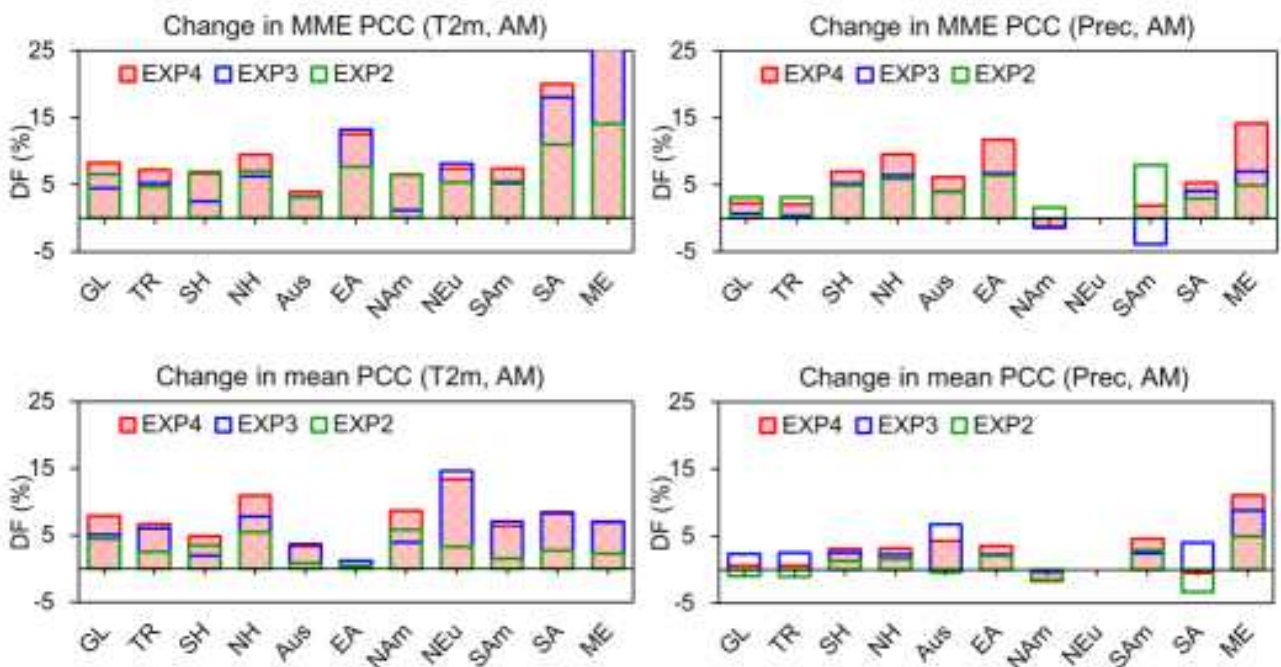 Change in MME PCC (T2m, AM)
25
15
5
-5
DF (%)
EXP4 EXP3 EXP2
GL TR SH NH Aus EA NAm NEu SAm SA ME
Change in MME PCC (Prec, AM)
25
15
5
-5
DF (%)
EXP4 EXP3 EXP2
GL TR SH NH Aus EA NAm NEu SAm SA ME
Change in mean PCC (T2m, AM)
25
15
5
-5
DF (%)
EXP4 EXP3 EXP2
GL TR SH NH Aus EA NAm NEu SAm SA ME
Change in mean PCC (Prec, AM)
25
15
5
-5
DF (%)
EXP4 EXP3 EXP2
GL TR SH NH Aus EA NAm NEu SAm SA ME